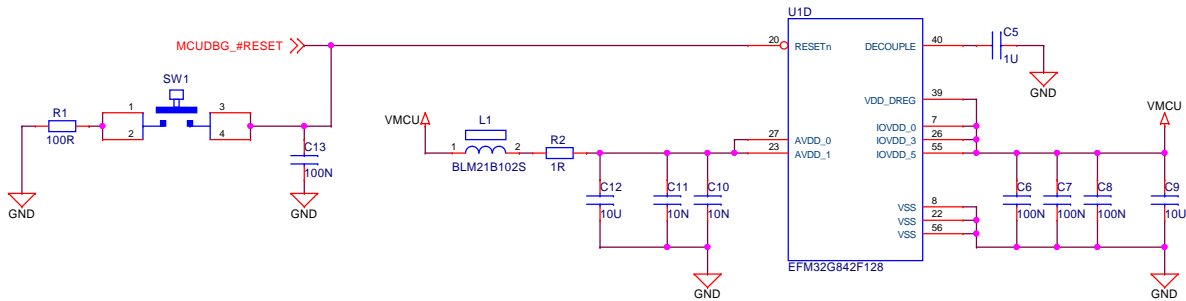 U1D
MCUDBG_#RESET
20
RESETn
DECOUPLE
40
C5
1U
GND
SW1
R1
100R
1
2
3
4
C13
100N
GND
GND
VMCU
L1
1
2
BLM21B102S
R2
1R
27
23
AVDD_0
AVDD_1
VDD_DREG
39
IOVDD_0
7
IOVDD_3
26
IOVDD_5
55
VMCU
C12
10U
C11
10N
C10
10N
GND
VSS
8
VSS
22
VSS
56
C6
100N
C7
100N
C8
100N
C9
10U
GND
EFM32G842F128